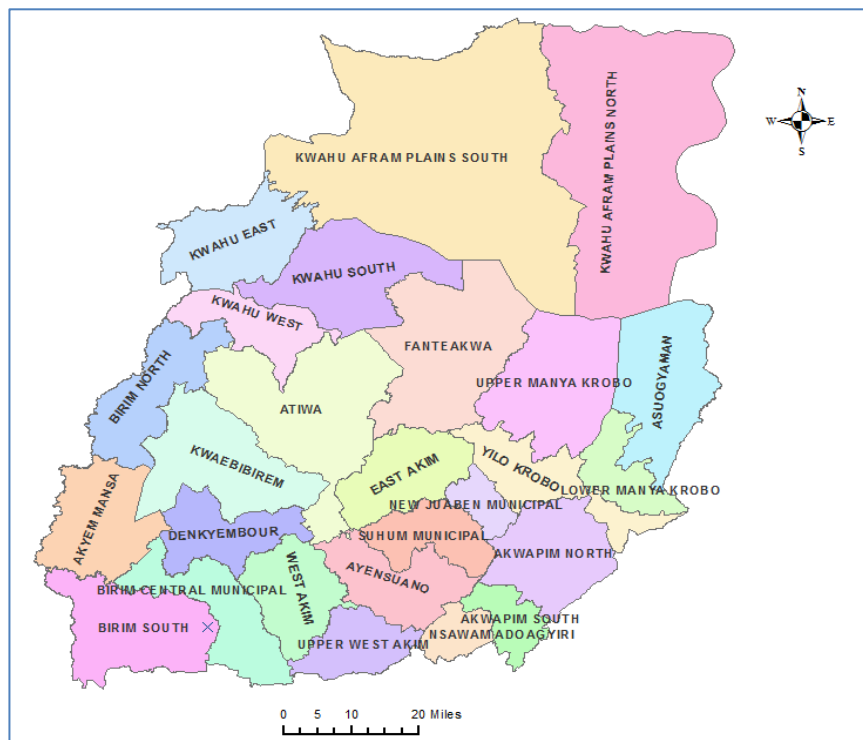 N
W E
S
KWAHU AFRAM PLAINS NORTH
KWAHU AFRAM PLAINS SOUTH
KWAHU EAST
KWAHU SOUTH
KWAHU WEST
FANTEAKWA
BIRIM NORTH
UPPER MANYA KROBO
ASUOGYAMAN
ATIWA
KWAEBIBIREM
EAST AKIM
YILO KROBO
LOWER MANYA KROBO
AKYEM MANSA
NEW JUABEN MUNICIPAL
DENKYEMBOUR
SUHUM MUNICIPAL
AKWAPIM NORTH
WEST AKIM
AYENSUANO
BIRIM CENTRAL MUNICIPAL
AKWAPIM SOUTH
BIRIM SOUTH
NSAWAM ADOAGYIRI
UPPER WEST AKIM
0 5 10 20 Miles